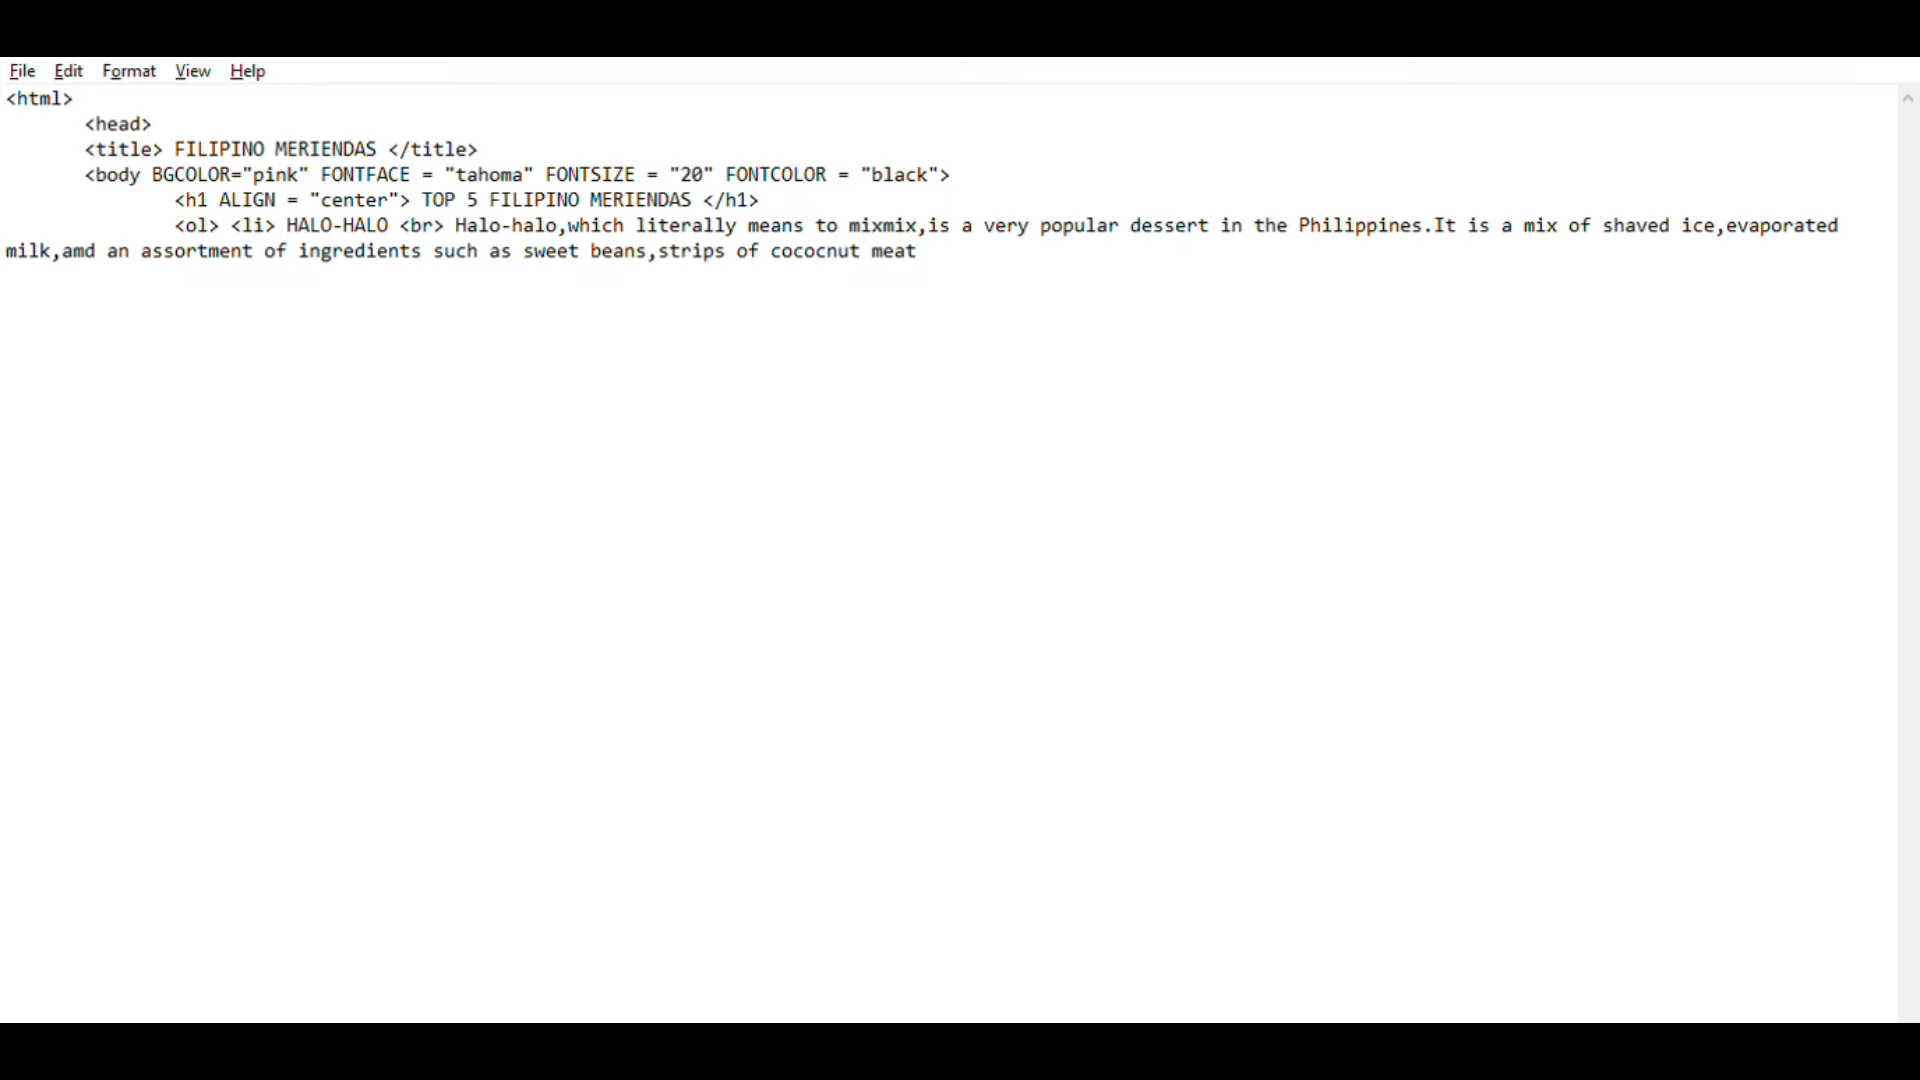 File Edit Format View Help
<html>
<head>
<title> FILIPINO MERIENDAS </title>
<body BGCOLOR="pink" FONTFACE = "tahoma" FONTSIZE = "20" FONTCOLOR = "black">
<h1 ALIGN = "center"> TOP 5 FILIPINO MERIENDAS </h1>
<ol> <li> HALO-HALO <br> Halo-halo,which literally means to mixmix,is a very popular dessert in the Philippines.It is a mix of shaved ice,evaporated
milk,amd an assortment of ingredients such as sweet beans,strips of cococnut meat